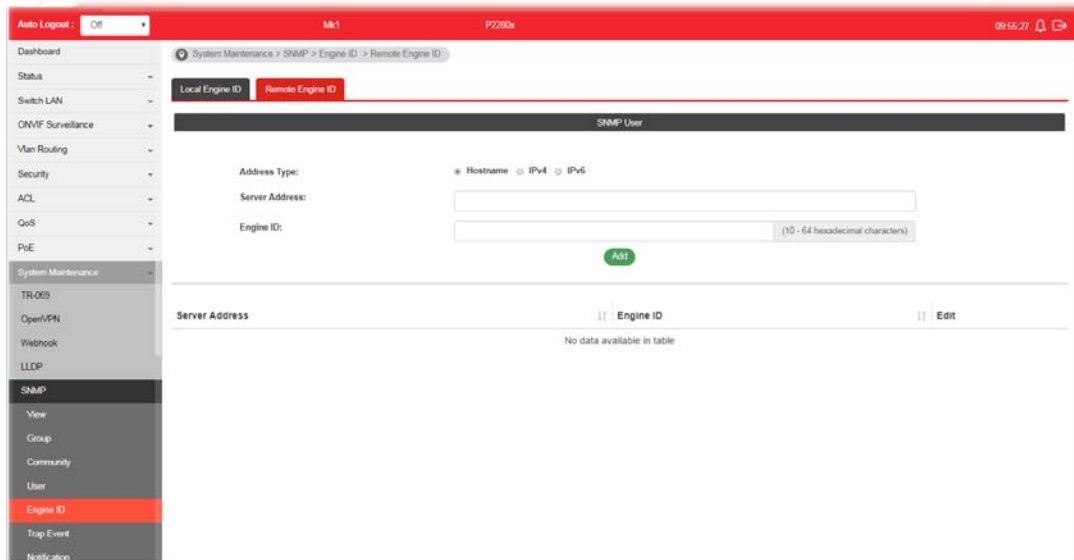 Auto Logout : Off Mk1 P2280x 09:55:27
Dashboard
Status
Switch LAN
ONVIF Surveillance
Vlan Routing
Security
ACL
QoS
PoE
System Maintenance
TR-069
OpenVPN
Webhook
LLDP
SNMP
View
Group
Community
User
Engine ID
Trap Event
Notification
System Maintenance > SNMP > Engine ID > Remote Engine ID
Local Engine ID Remote Engine ID
SNMP User
Address Type: Hostname IPv4 IPv6
Server Address:
Engine ID: (10 - 64 hexadecimal characters)
Add
Server Address Engine ID Edit
No data available in table